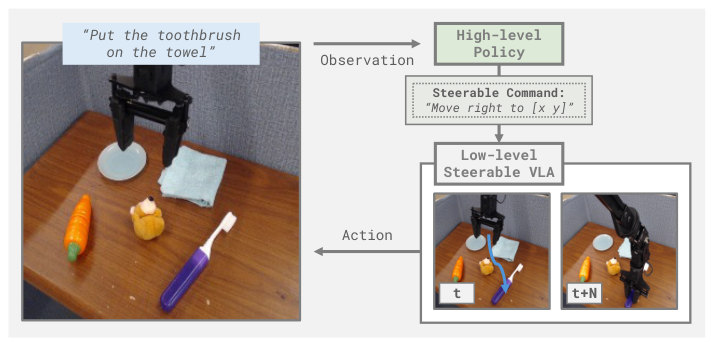 “Put the toothbrush
on the towel”
Observation
High-level
Policy
Steerable Command:
“Move right to [x y]”
Low-level
Steerable VLA
Action
t
t+N